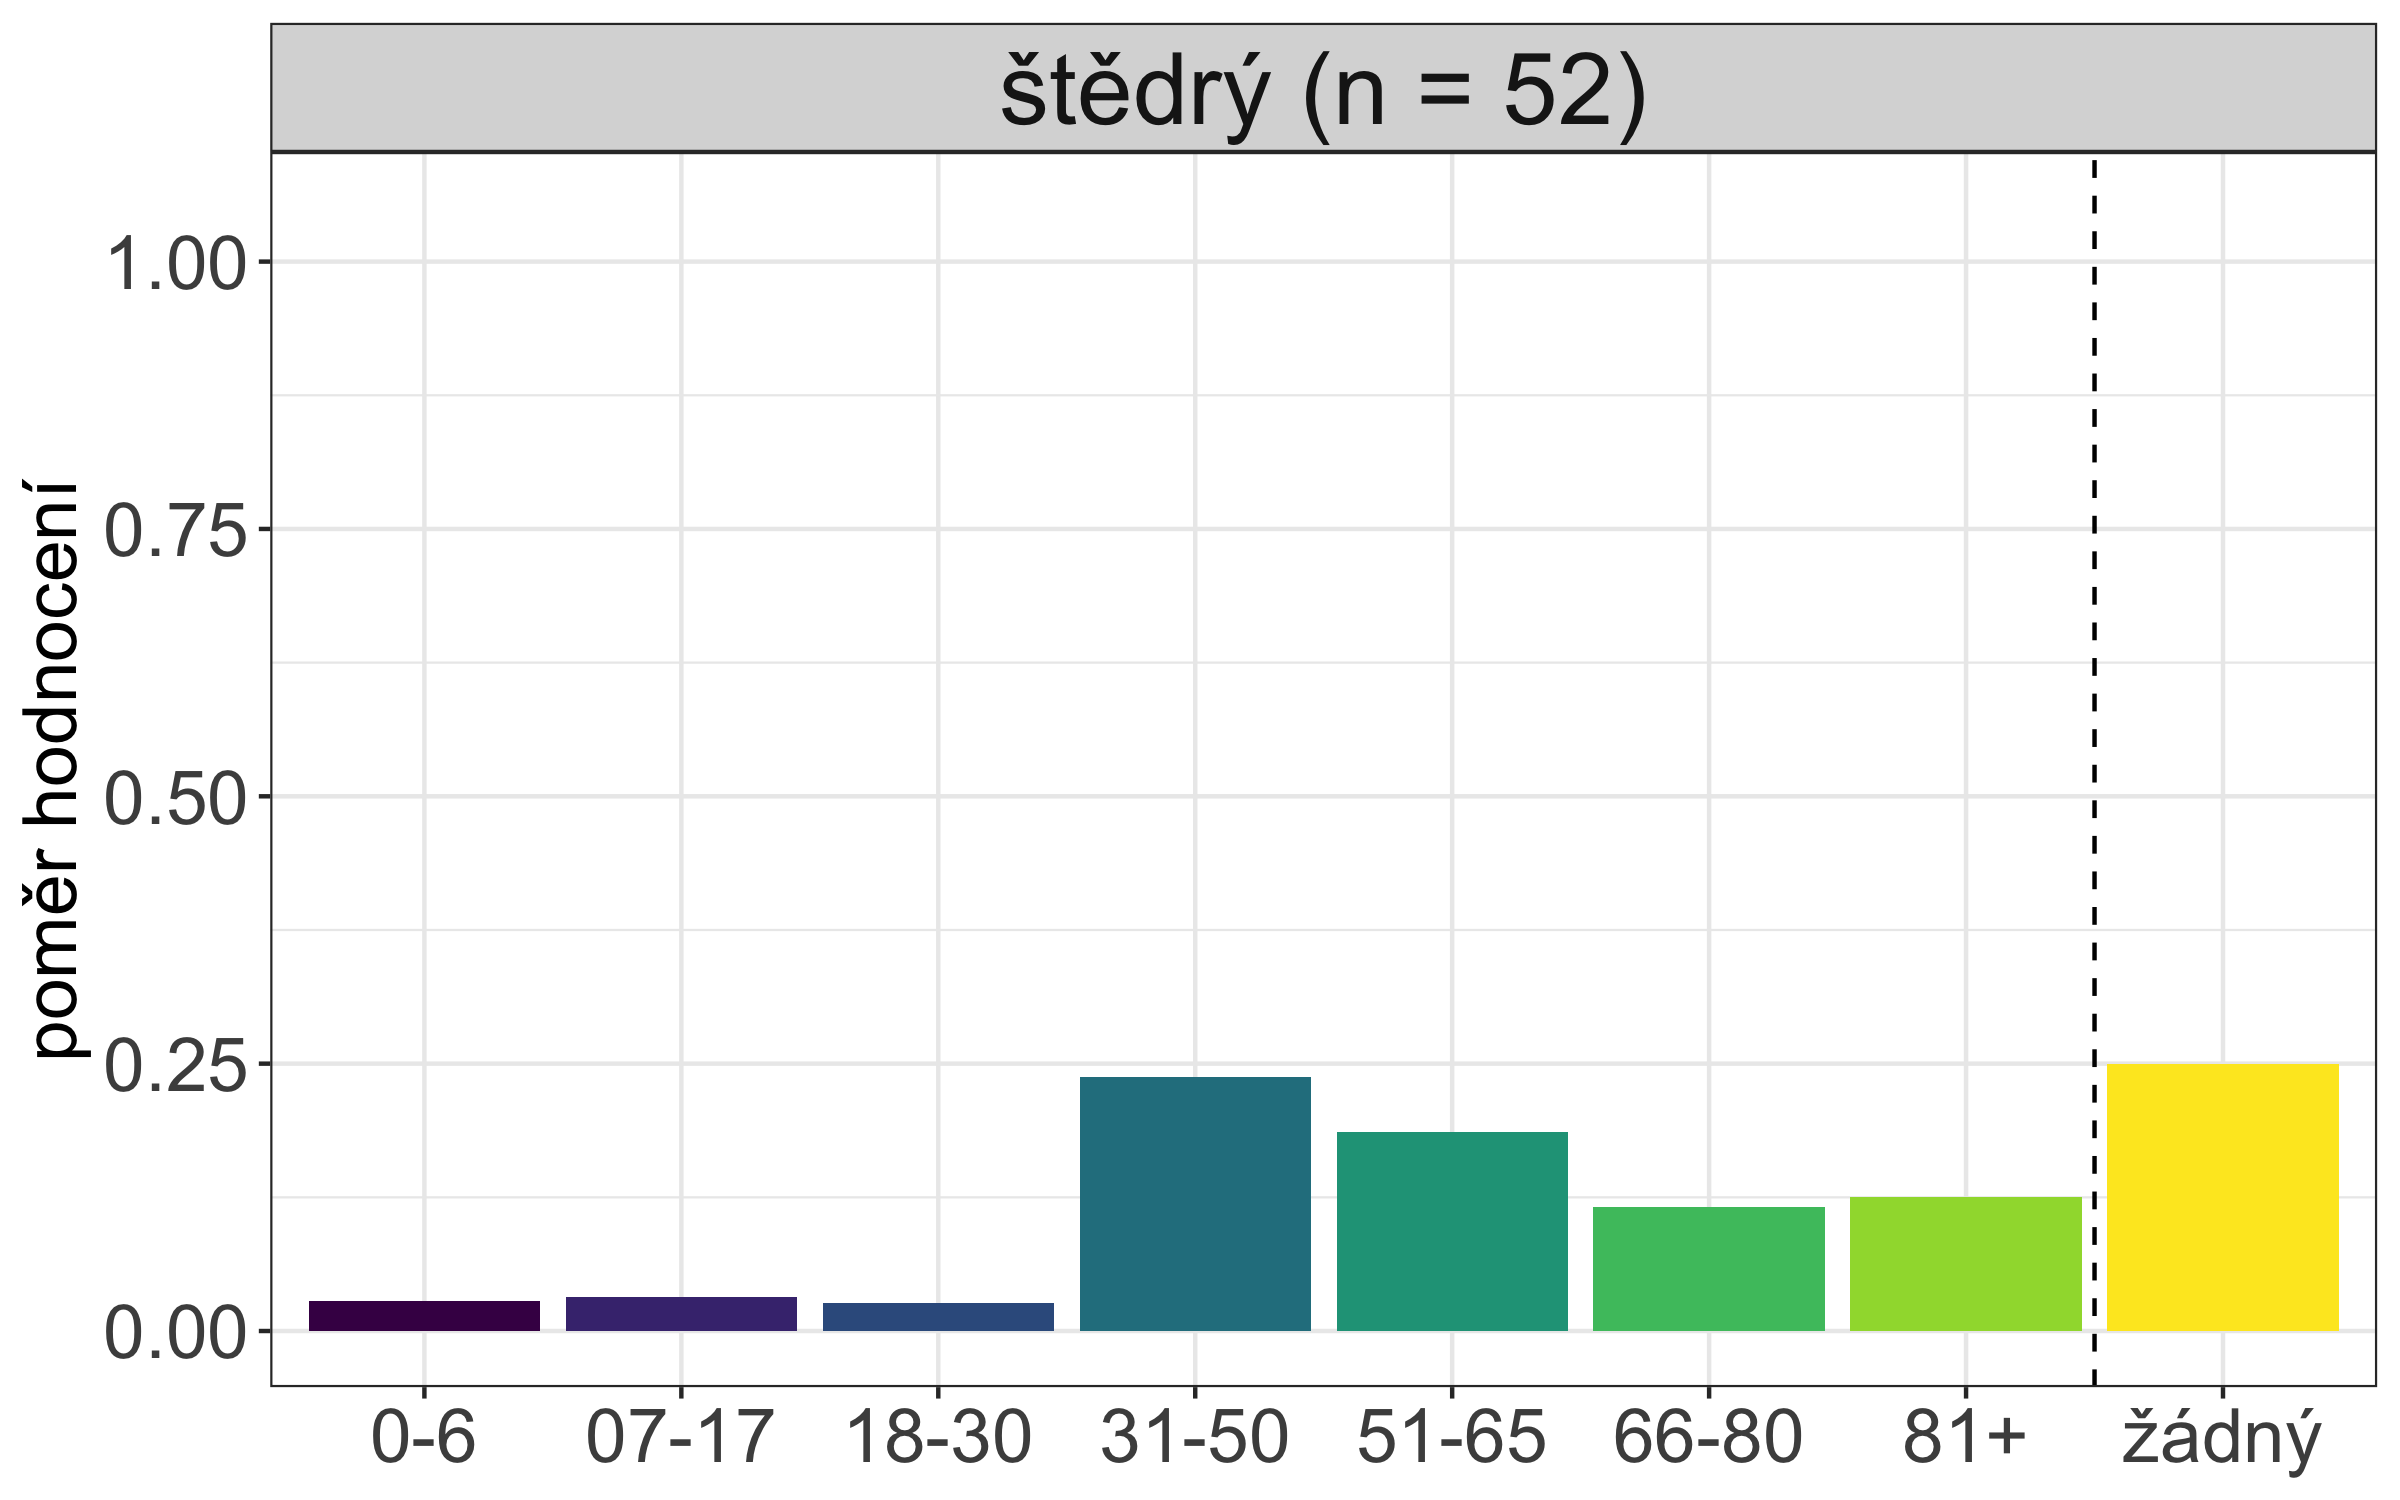 štědrý (n = 52)
poměr hodnocení
1.00
0.75
0.50
0.25
0.00
0-6 07-17 18-30 31-50 51-65 66-80 81+ žádný